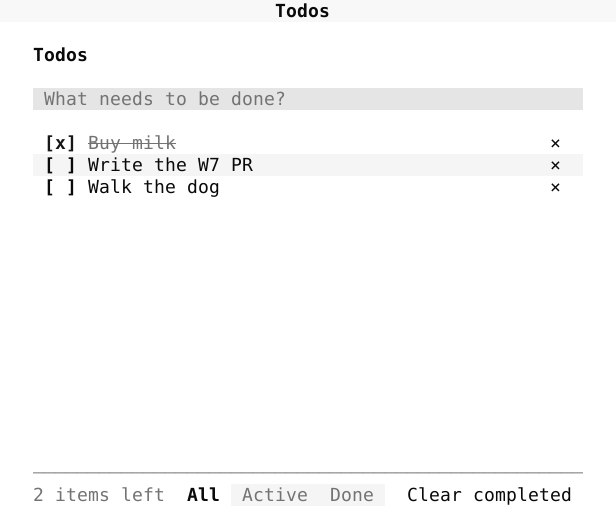 Todos
Todos
What needs to be done?
[x] Buy milk ×
[ ] Write the W7 PR ×
[ ] Walk the dog ×
2 items left All Active Done Clear completed